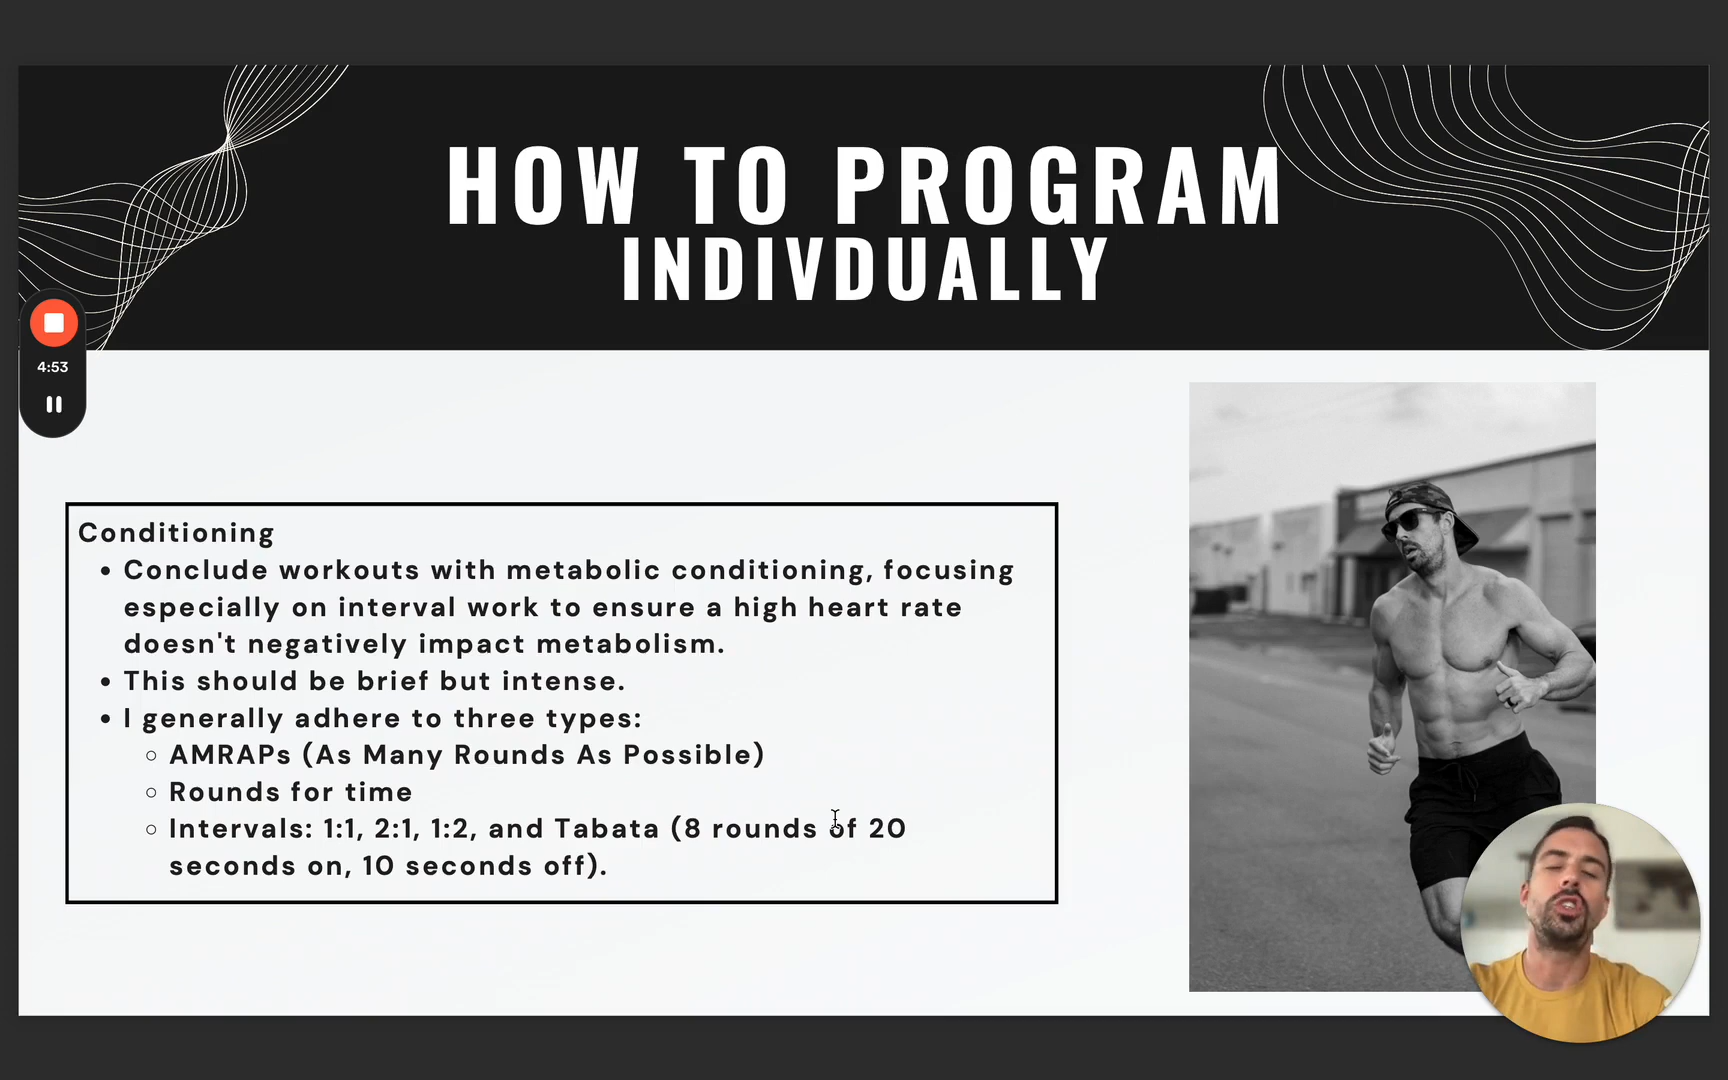 HOW TO PROGRAM
INDIVDUALLY
4:53
Conditioning
• Conclude workouts with metabolic conditioning, focusing
especially on interval work to ensure a high heart rate
doesn't negatively impact metabolism.
• This should be brief but intense.
• I generally adhere to three types:
○ AMRAPs (As Many Rounds As Possible)
○ Rounds for time
○ Intervals: 1:1, 2:1, 1:2, and Tabata (8 rounds of 20
seconds on, 10 seconds off).